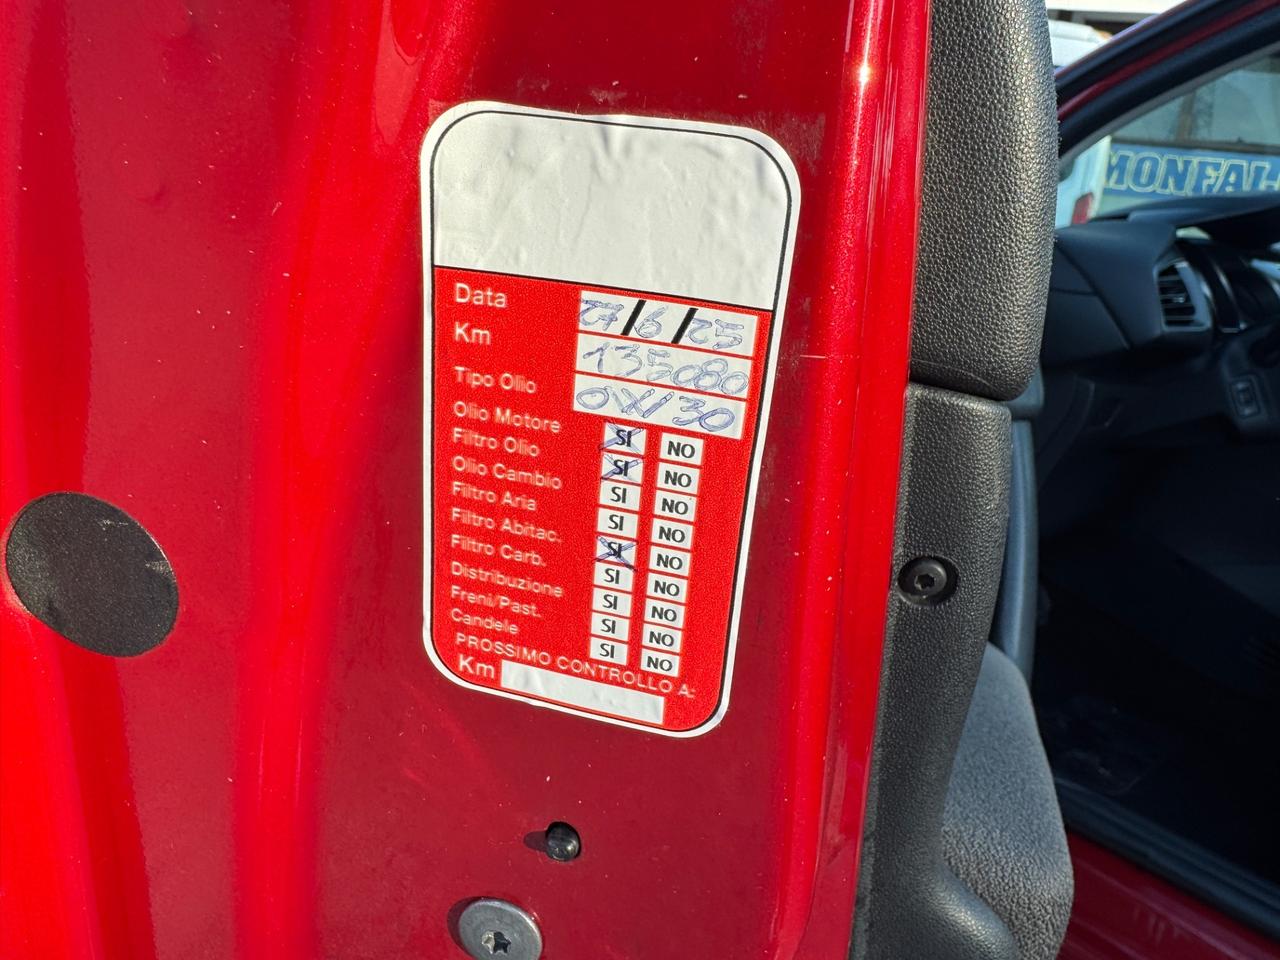 MONFAL
Data 27/6/25
Km 135080
Tipo Olio 0W30
Olio Motore SI NO
Filtro Olio SI NO
Olio Cambio SI NO
Filtro Aria SI NO
Filtro Abitac. SI NO
Filtro Carb. SI NO
Distribuzione SI NO
Freni/Past. SI NO
Candele SI NO
PROSSIMO CONTROLLO A:
Km